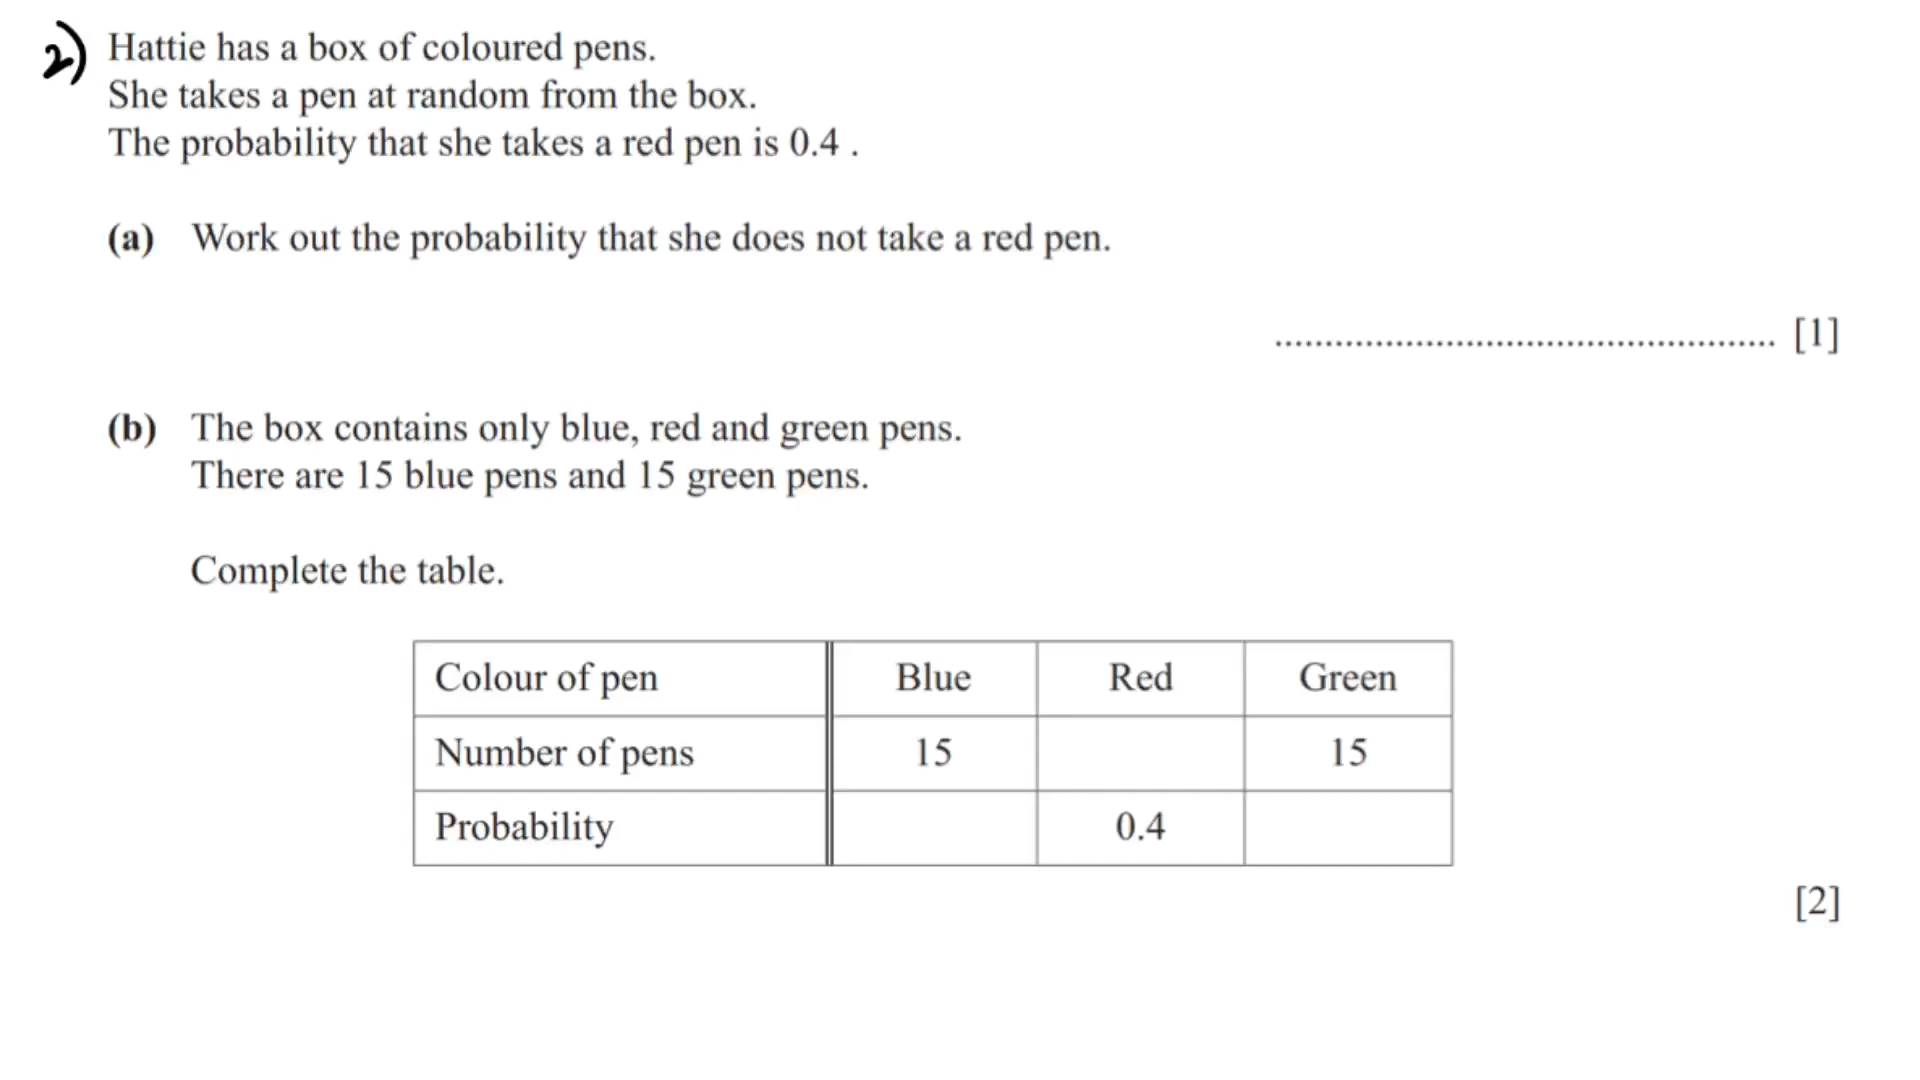 2) Hattie has a box of coloured pens.
She takes a pen at random from the box.
The probability that she takes a red pen is 0.4 .
(a) Work out the probability that she does not take a red pen.
.................................................. [1]
(b) The box contains only blue, red and green pens.
There are 15 blue pens and 15 green pens.
Complete the table.
Colour of pen Blue Red Green
Number of pens 15 15
Probability 0.4
[2]